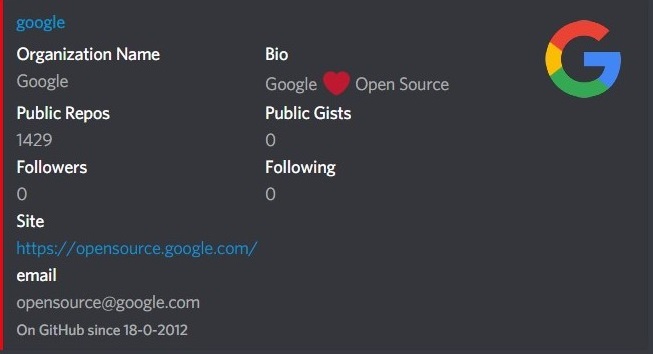 google
Organization Name Bio
Google Google ❤️ Open Source
Public Repos Public Gists
1429 0
Followers Following
0 0
Site
https://opensource.google.com/
email
opensource@google.com
On GitHub since 18-0-2012